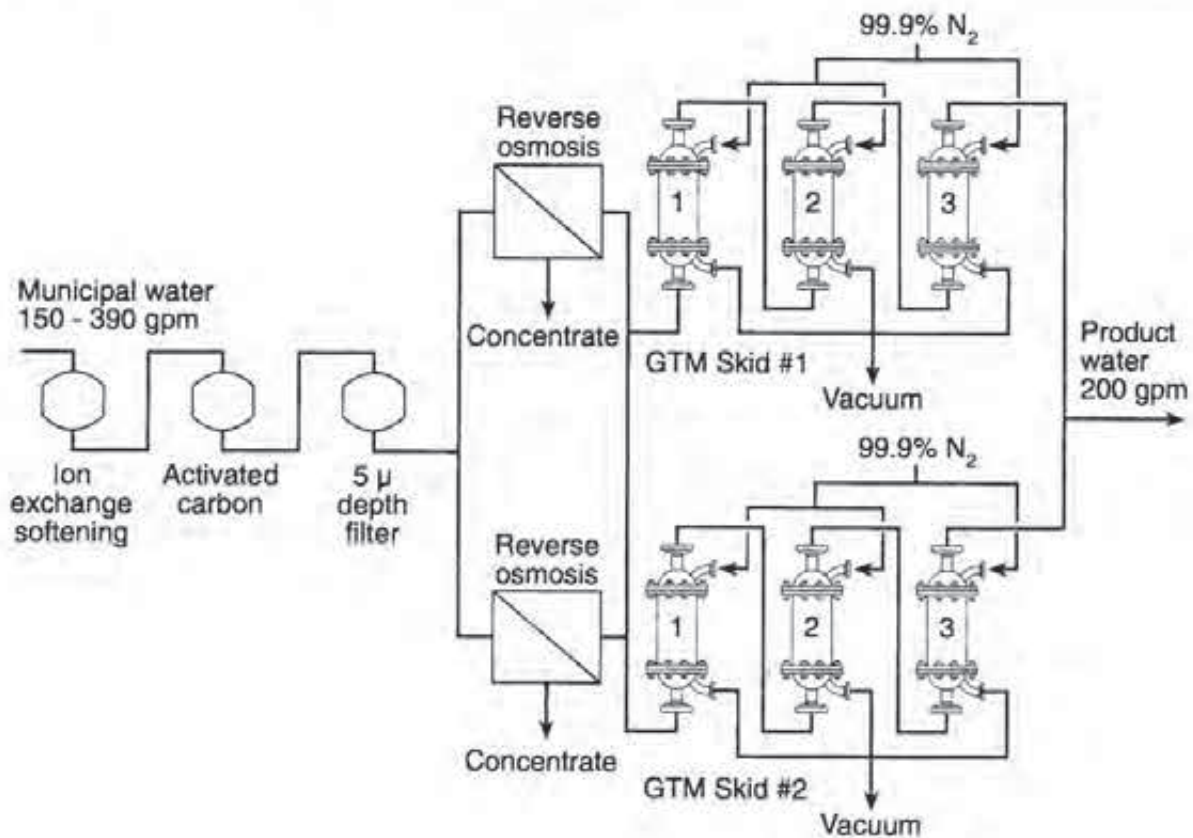 99.9% N2
Reverse
osmosis
1
2
3
Municipal water
150 - 390 gpm
Concentrate
GTM Skid #1
Product
water
200 gpm
Vacuum
Ion
exchange
softening
Activated
carbon
5 μ
depth
filter
99.9% N2
Reverse
osmosis
1
2
3
Concentrate
GTM Skid #2
Vacuum